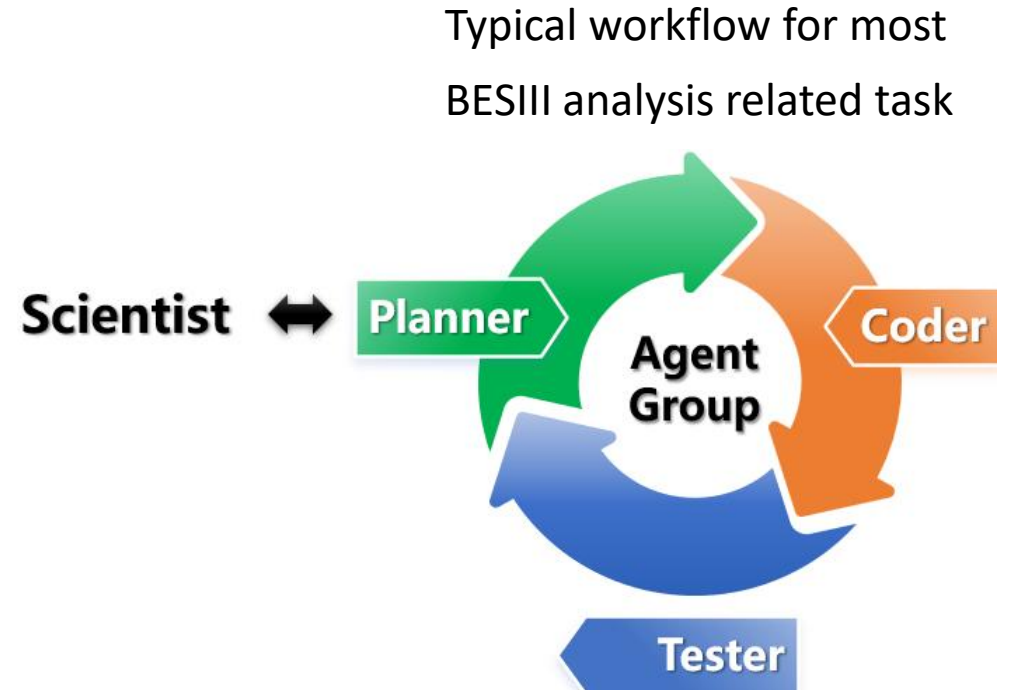 Typical workflow for most
BESIII analysis related task
Scientist
Planner
Coder
Agent
Group
Tester